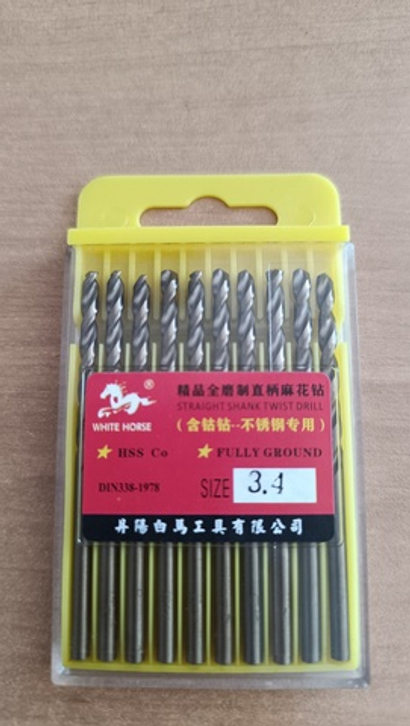 ®
WHITE HORSE
精品全磨制直柄麻花钻
STRAIGHT SHANK TWIST DRILL
(含钴钻--不锈钢专用)
HSS Co
FULLY GROUND
DIN338-1978
SIZE 3.4
丹陽白馬工具有限公司